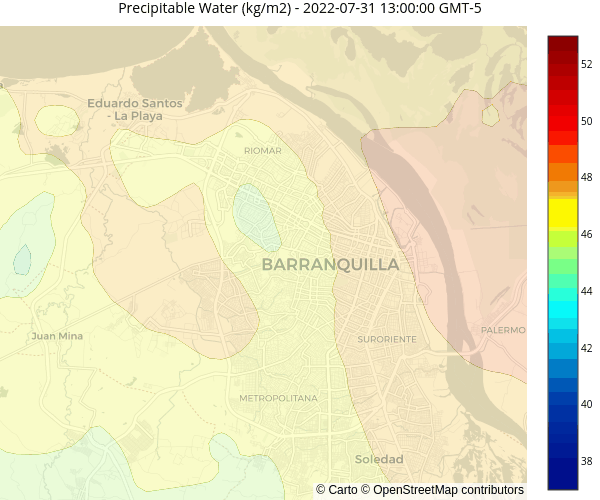 Precipitable Water (kg/m2) - 2022-07-31 13:00:00 GMT-5
52
50
48
46
44
42
40
38
Eduardo Santos
- La Playa
RIOMAR
BARRANQUILLA
Juan Mina
SURORIENTE
PALERMO
METROPOLITANA
Soledad
© Carto © OpenStreetMap contributors